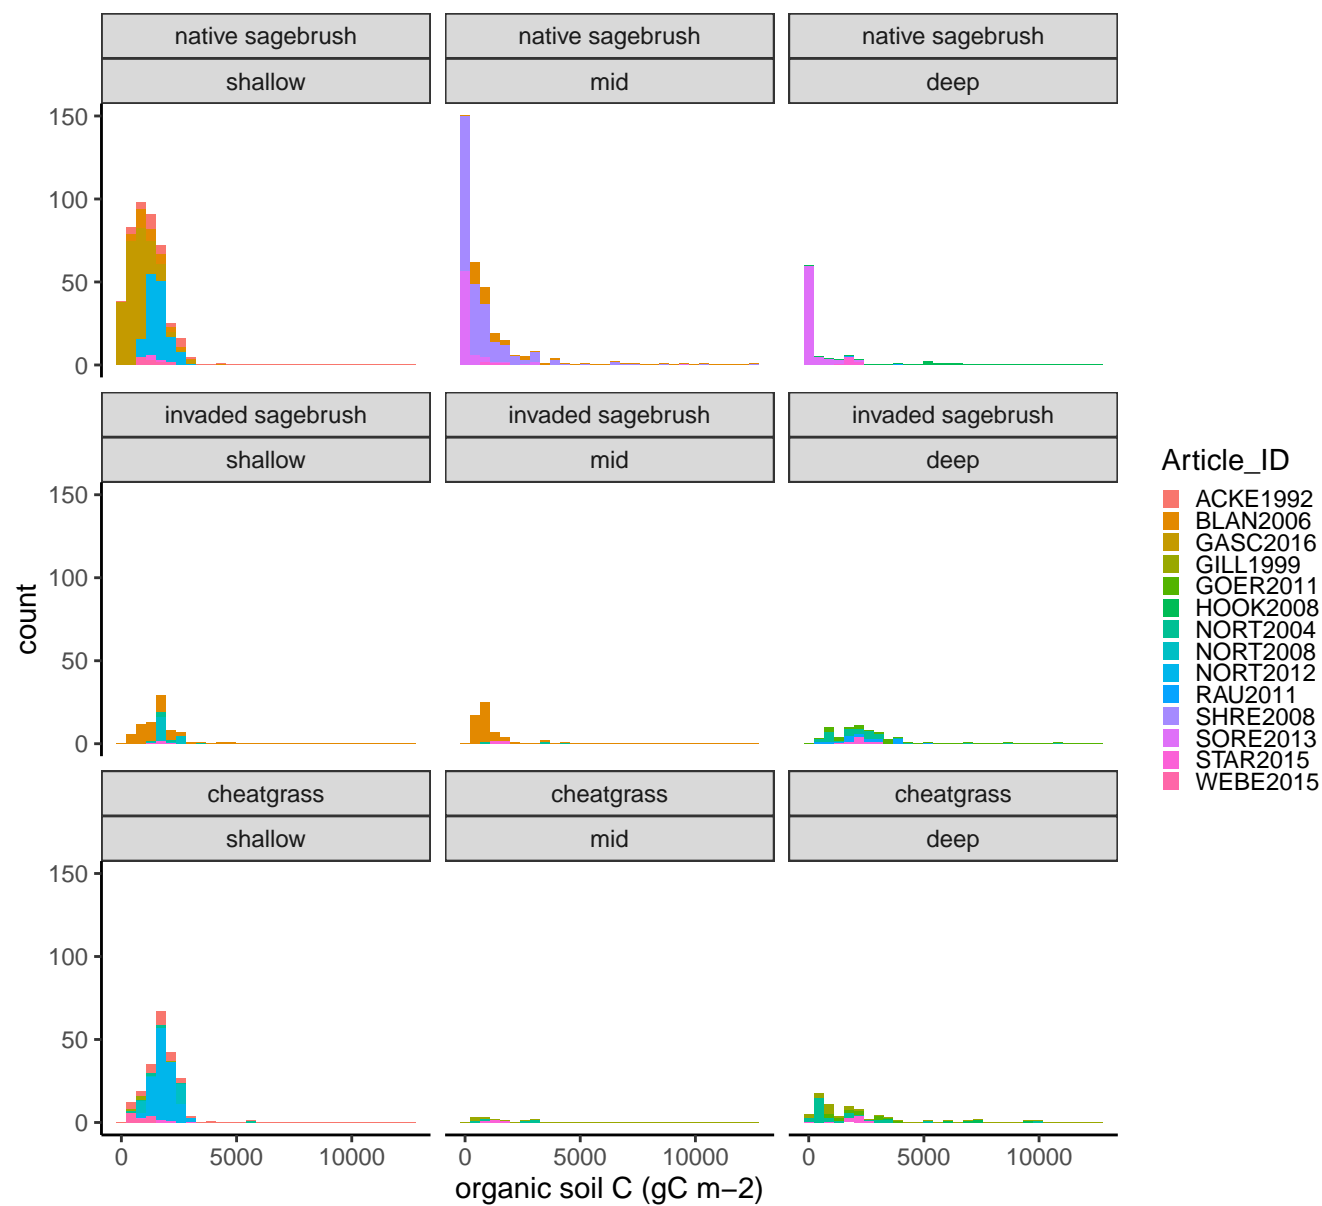 native sagebrush
native sagebrush
native sagebrush
shallow
mid
deep
150
100
50
0
invaded sagebrush
invaded sagebrush
invaded sagebrush
shallow
mid
deep
150
100
50
0
cheatgrass
cheatgrass
cheatgrass
shallow
mid
deep
150
100
50
0
0
5000
10000
0
5000
10000
0
5000
10000
organic soil C (gC m−2)
count
Article_ID
ACKE1992
BLAN2006
GASC2016
GILL1999
GOER2011
HOOK2008
NORT2004
NORT2008
NORT2012
RAU2011
SHRE2008
SORE2013
STAR2015
WEBE2015